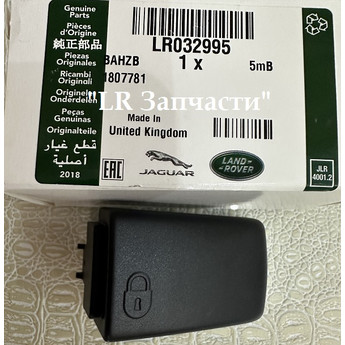 Genuine Parts
Pièces d'Origine
純正部品
Piezas Originales
Ricambi Originali
Originele Onderdelen
Peças Genuínas
Originalteile
قطع غيار أصلية
2018
LR032995
BAHZB
1 x
5mB
1807781
"LR Запчасти"
Made in
United Kingdom
EAC
JAGUAR
LAND-
ROVER
JLR
4001.2